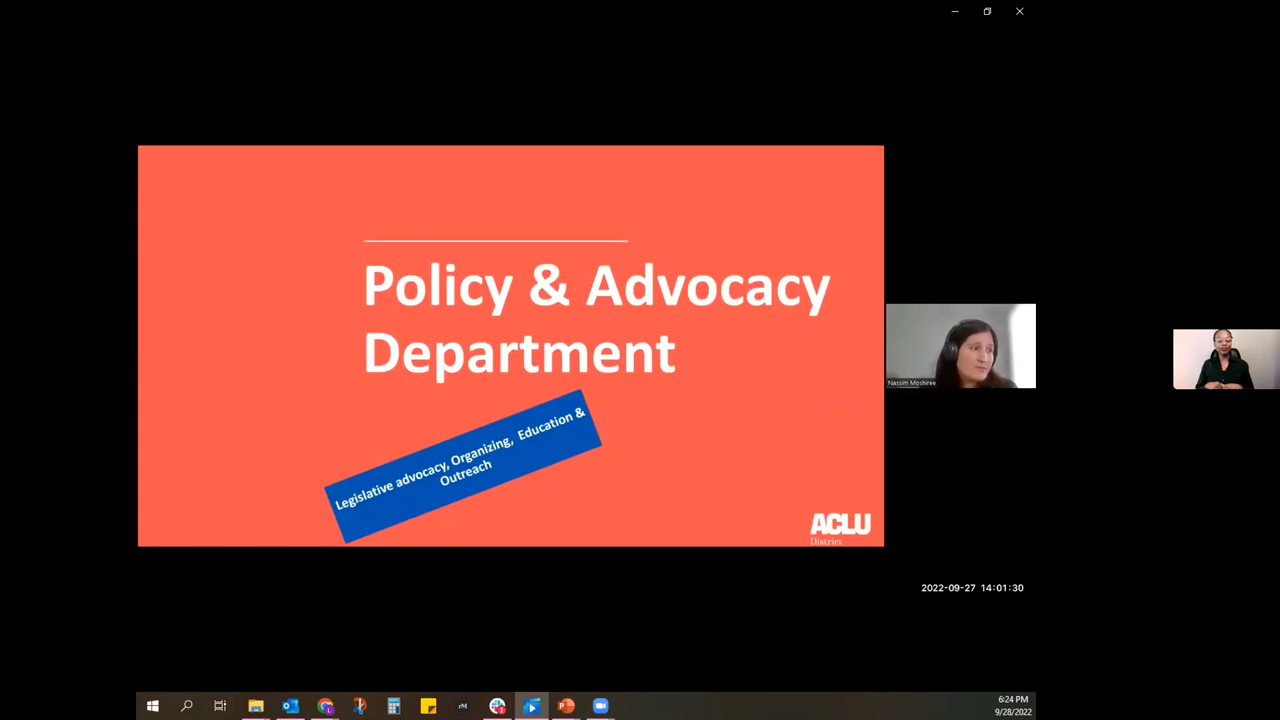 Policy & Advocacy
Department
Legislative advocacy, Organizing, Education &
Outreach
ACLU
District
Nassim Moshiree
2022-09-27 14:01:30
6:24 PM
9/28/2022